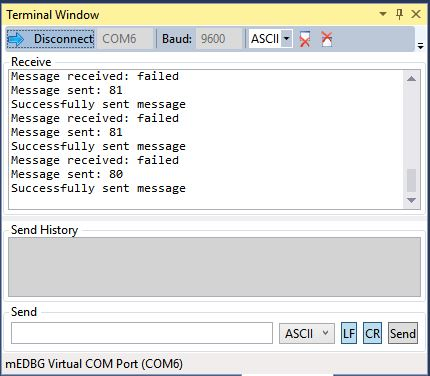 Terminal Window
Disconnect COM6 Baud: 9600 ASCII
Receive
Message received: failed
Message sent: 81
Successfully sent message
Message received: failed
Message sent: 81
Successfully sent message
Message received: failed
Message sent: 80
Successfully sent message
Send History
Send
ASCII LF CR Send
mEDBG Virtual COM Port (COM6)